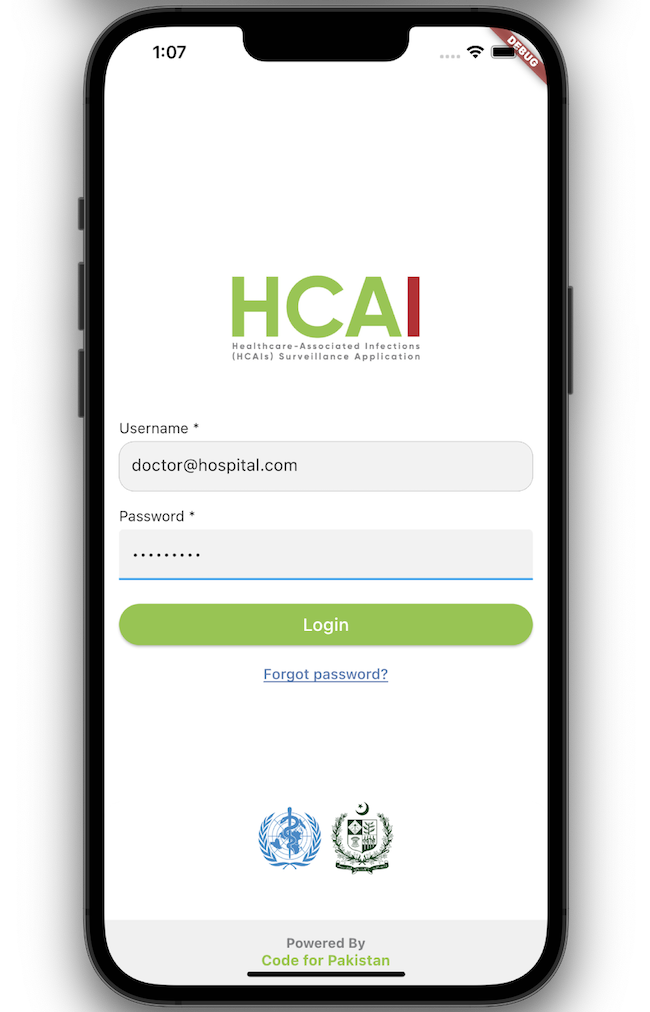 1:07
DEBUG
HCAI
Healthcare-Associated Infections
(HCAIs) Surveillance Application
Username *
doctor@hospital.com
Password *
•••••••••
Login
Forgot password?
Powered By
Code for Pakistan